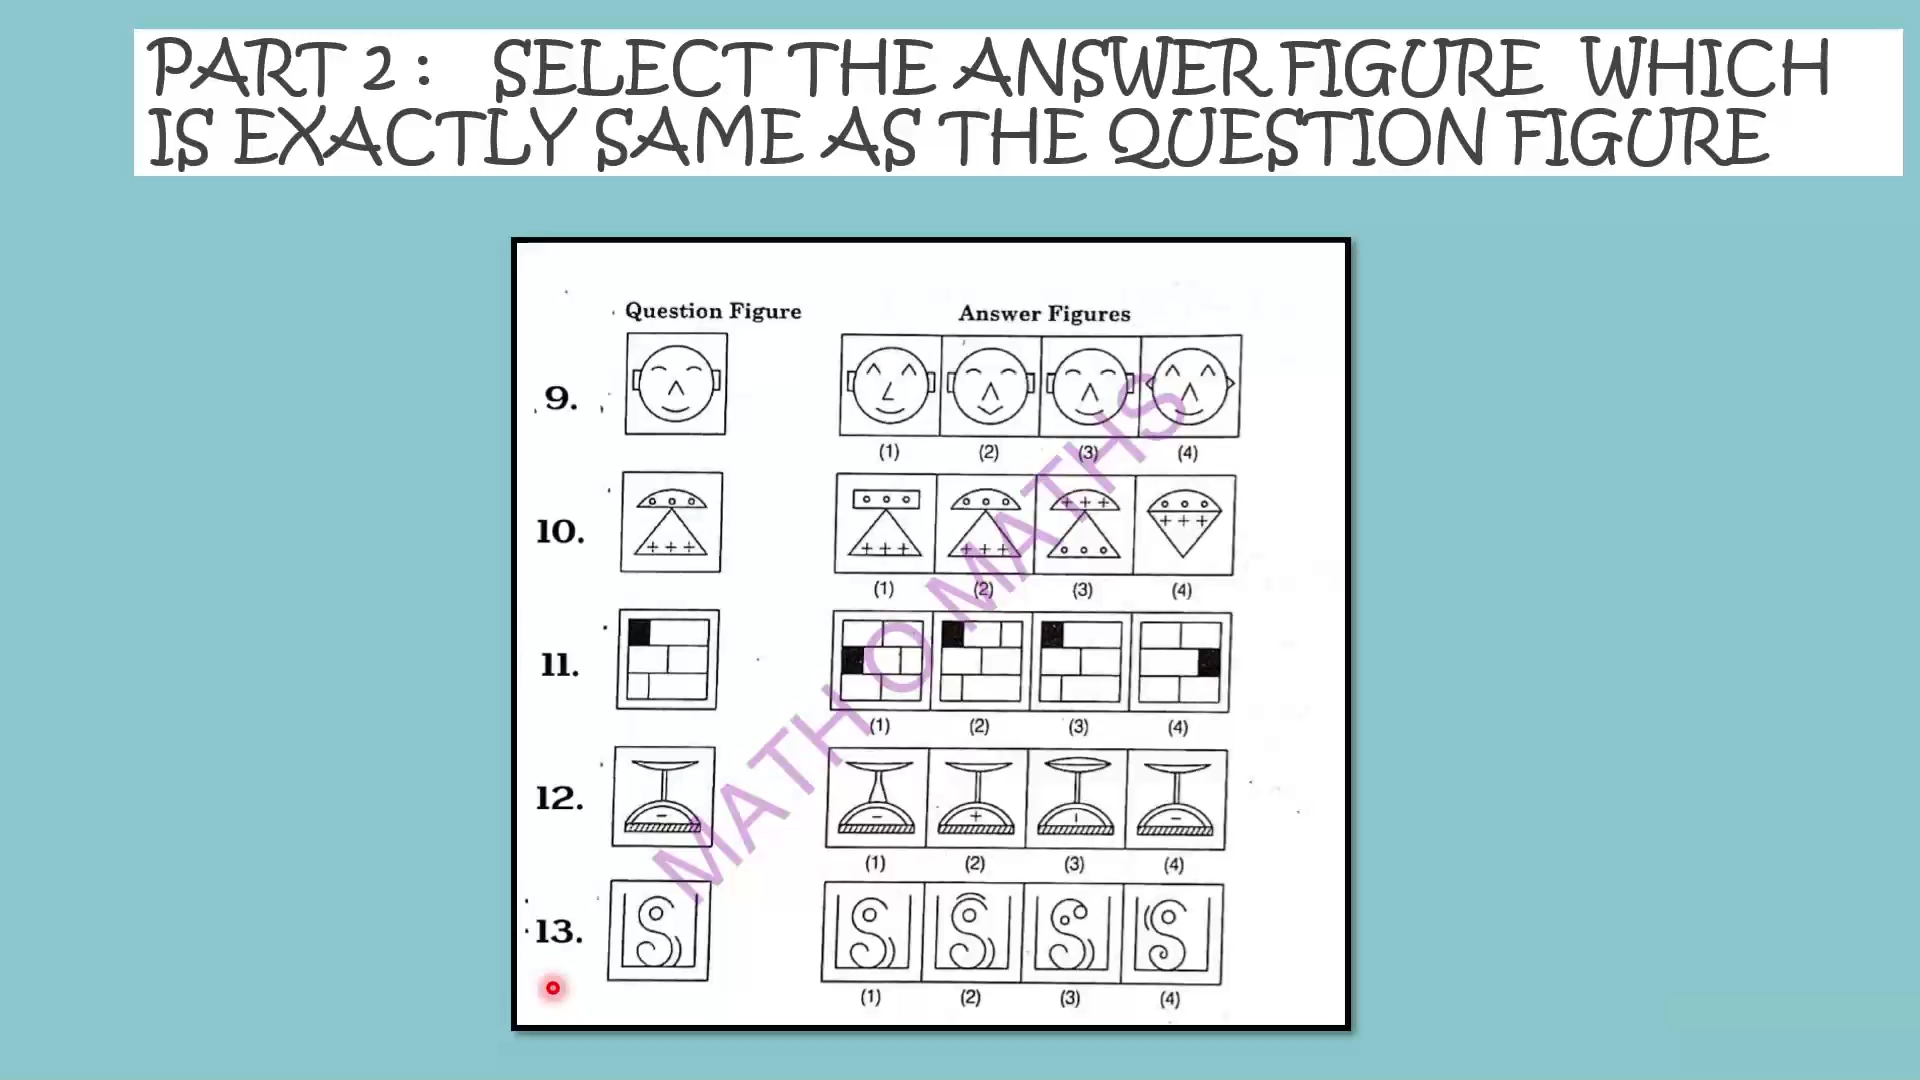 PART 2 : SELECT THE ANSWER FIGURE WHICH
IS EXACTLY SAME AS THE QUESTION FIGURE
Question Figure Answer Figures
9.
(1) (2) (3) (4)
10.
(1) (2) (3) (4)
11.
(1) (2) (3) (4)
12.
(1) (2) (3) (4)
13.
(1) (2) (3) (4)
MATH O MATHS